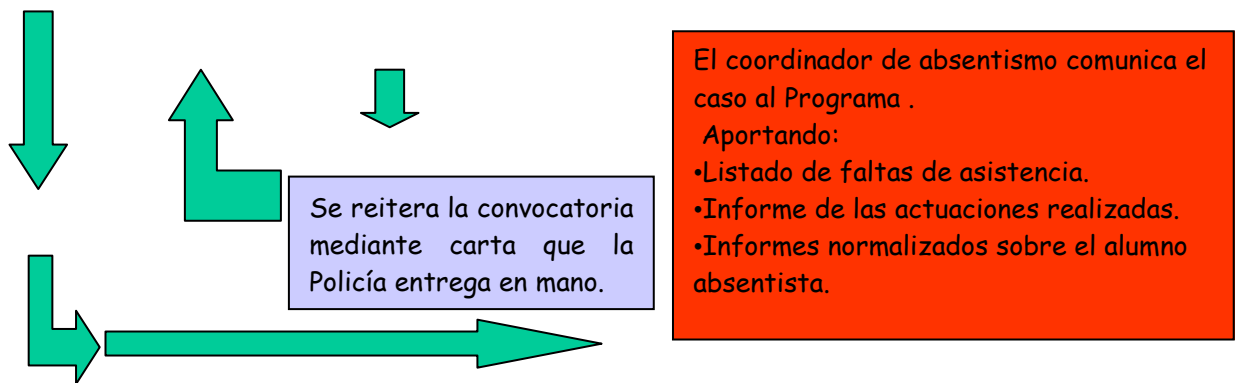 El coordinador de absentismo comunica el
caso al Programa .
Aportando:
•Listado de faltas de asistencia.
•Informe de las actuaciones realizadas.
•Informes normalizados sobre el alumno
absentista.
Se reitera la convocatoria
mediante carta que la
Policía entrega en mano.